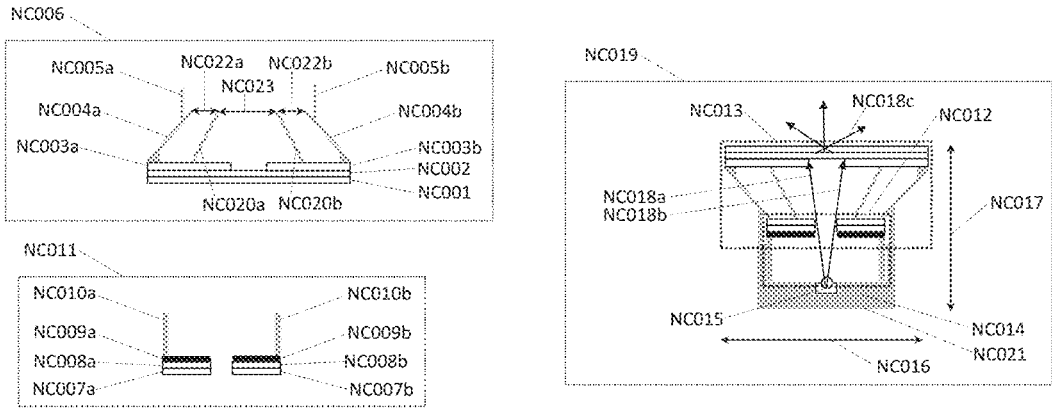 NC006
NC005a
NC022a
NC022b
NC023
NC005b
NC004a
NC004b
NC003a
NC003b
NC002
NC001
NC020a
NC020b
NC011
NC010a
NC010b
NC009a
NC009b
NC008a
NC008b
NC007a
NC007b
NC019
NC013
NC018c
NC012
NC018a
NC018b
NC017
NC015
NC014
NC021
NC016